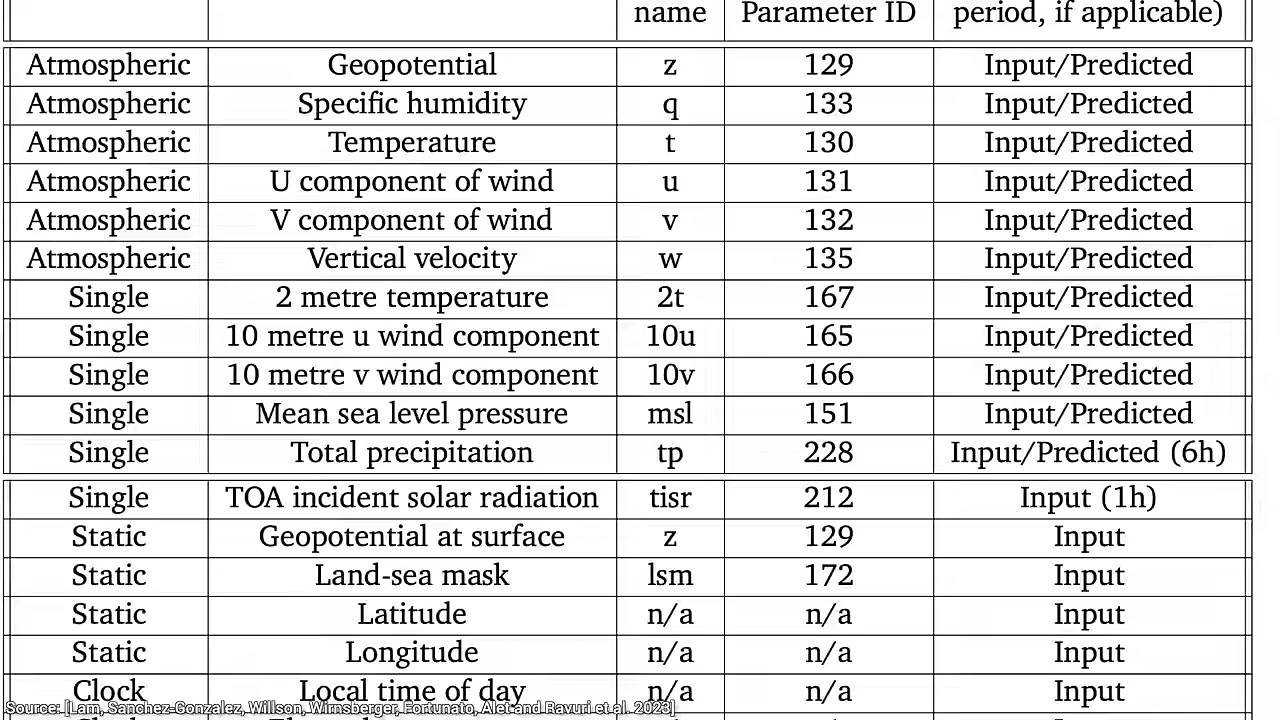 name Parameter ID period, if applicable)
Atmospheric Geopotential z 129 Input/Predicted
Atmospheric Specific humidity q 133 Input/Predicted
Atmospheric Temperature t 130 Input/Predicted
Atmospheric U component of wind u 131 Input/Predicted
Atmospheric V component of wind v 132 Input/Predicted
Atmospheric Vertical velocity w 135 Input/Predicted
Single 2 metre temperature 2t 167 Input/Predicted
Single 10 metre u wind component 10u 165 Input/Predicted
Single 10 metre v wind component 10v 166 Input/Predicted
Single Mean sea level pressure msl 151 Input/Predicted
Single Total precipitation tp 228 Input/Predicted (6h)
Single TOA incident solar radiation tisr 212 Input (1h)
Static Geopotential at surface z 129 Input
Static Land-sea mask lsm 172 Input
Static Latitude n/a n/a Input
Static Longitude n/a n/a Input
Clock Local time of day n/a n/a Input
Source: [Lam, Sanchez-Gonzalez, Willson, Wirnsberger, Fortunato, Alet and Ravuri et al. 2023]